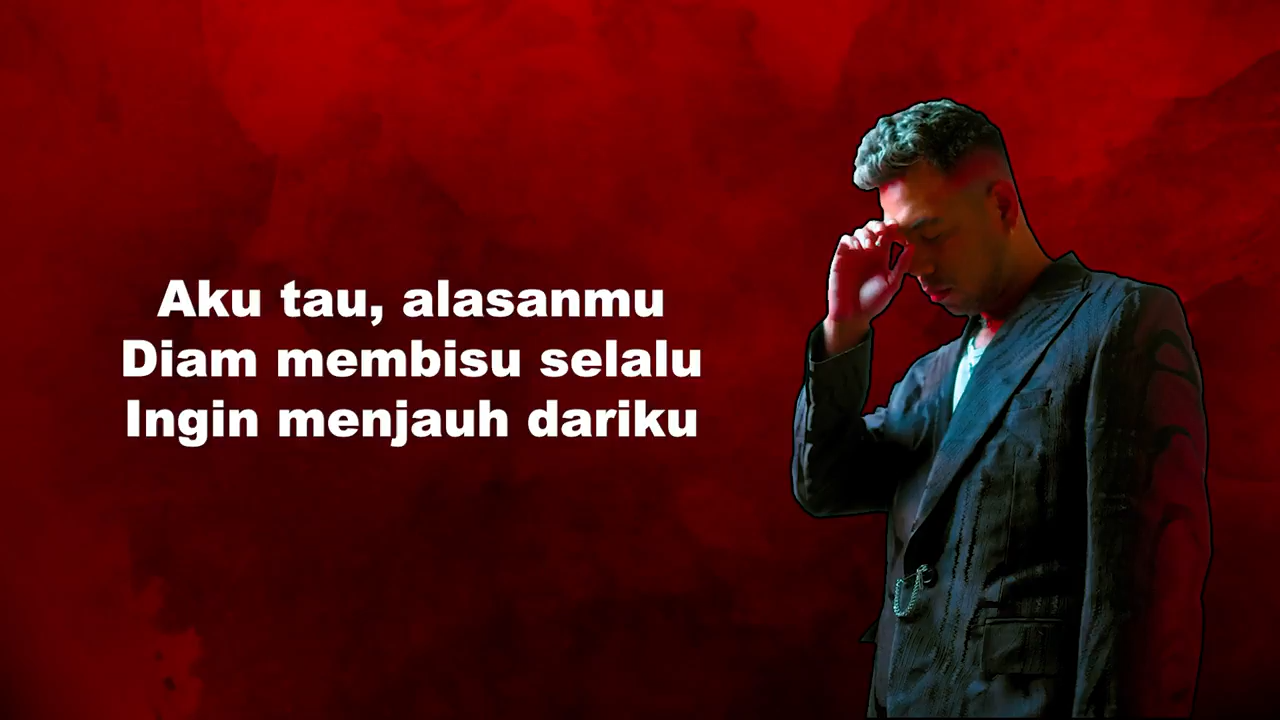 Aku tau, alasanmu
Diam membisu selalu
Ingin menjauh dariku